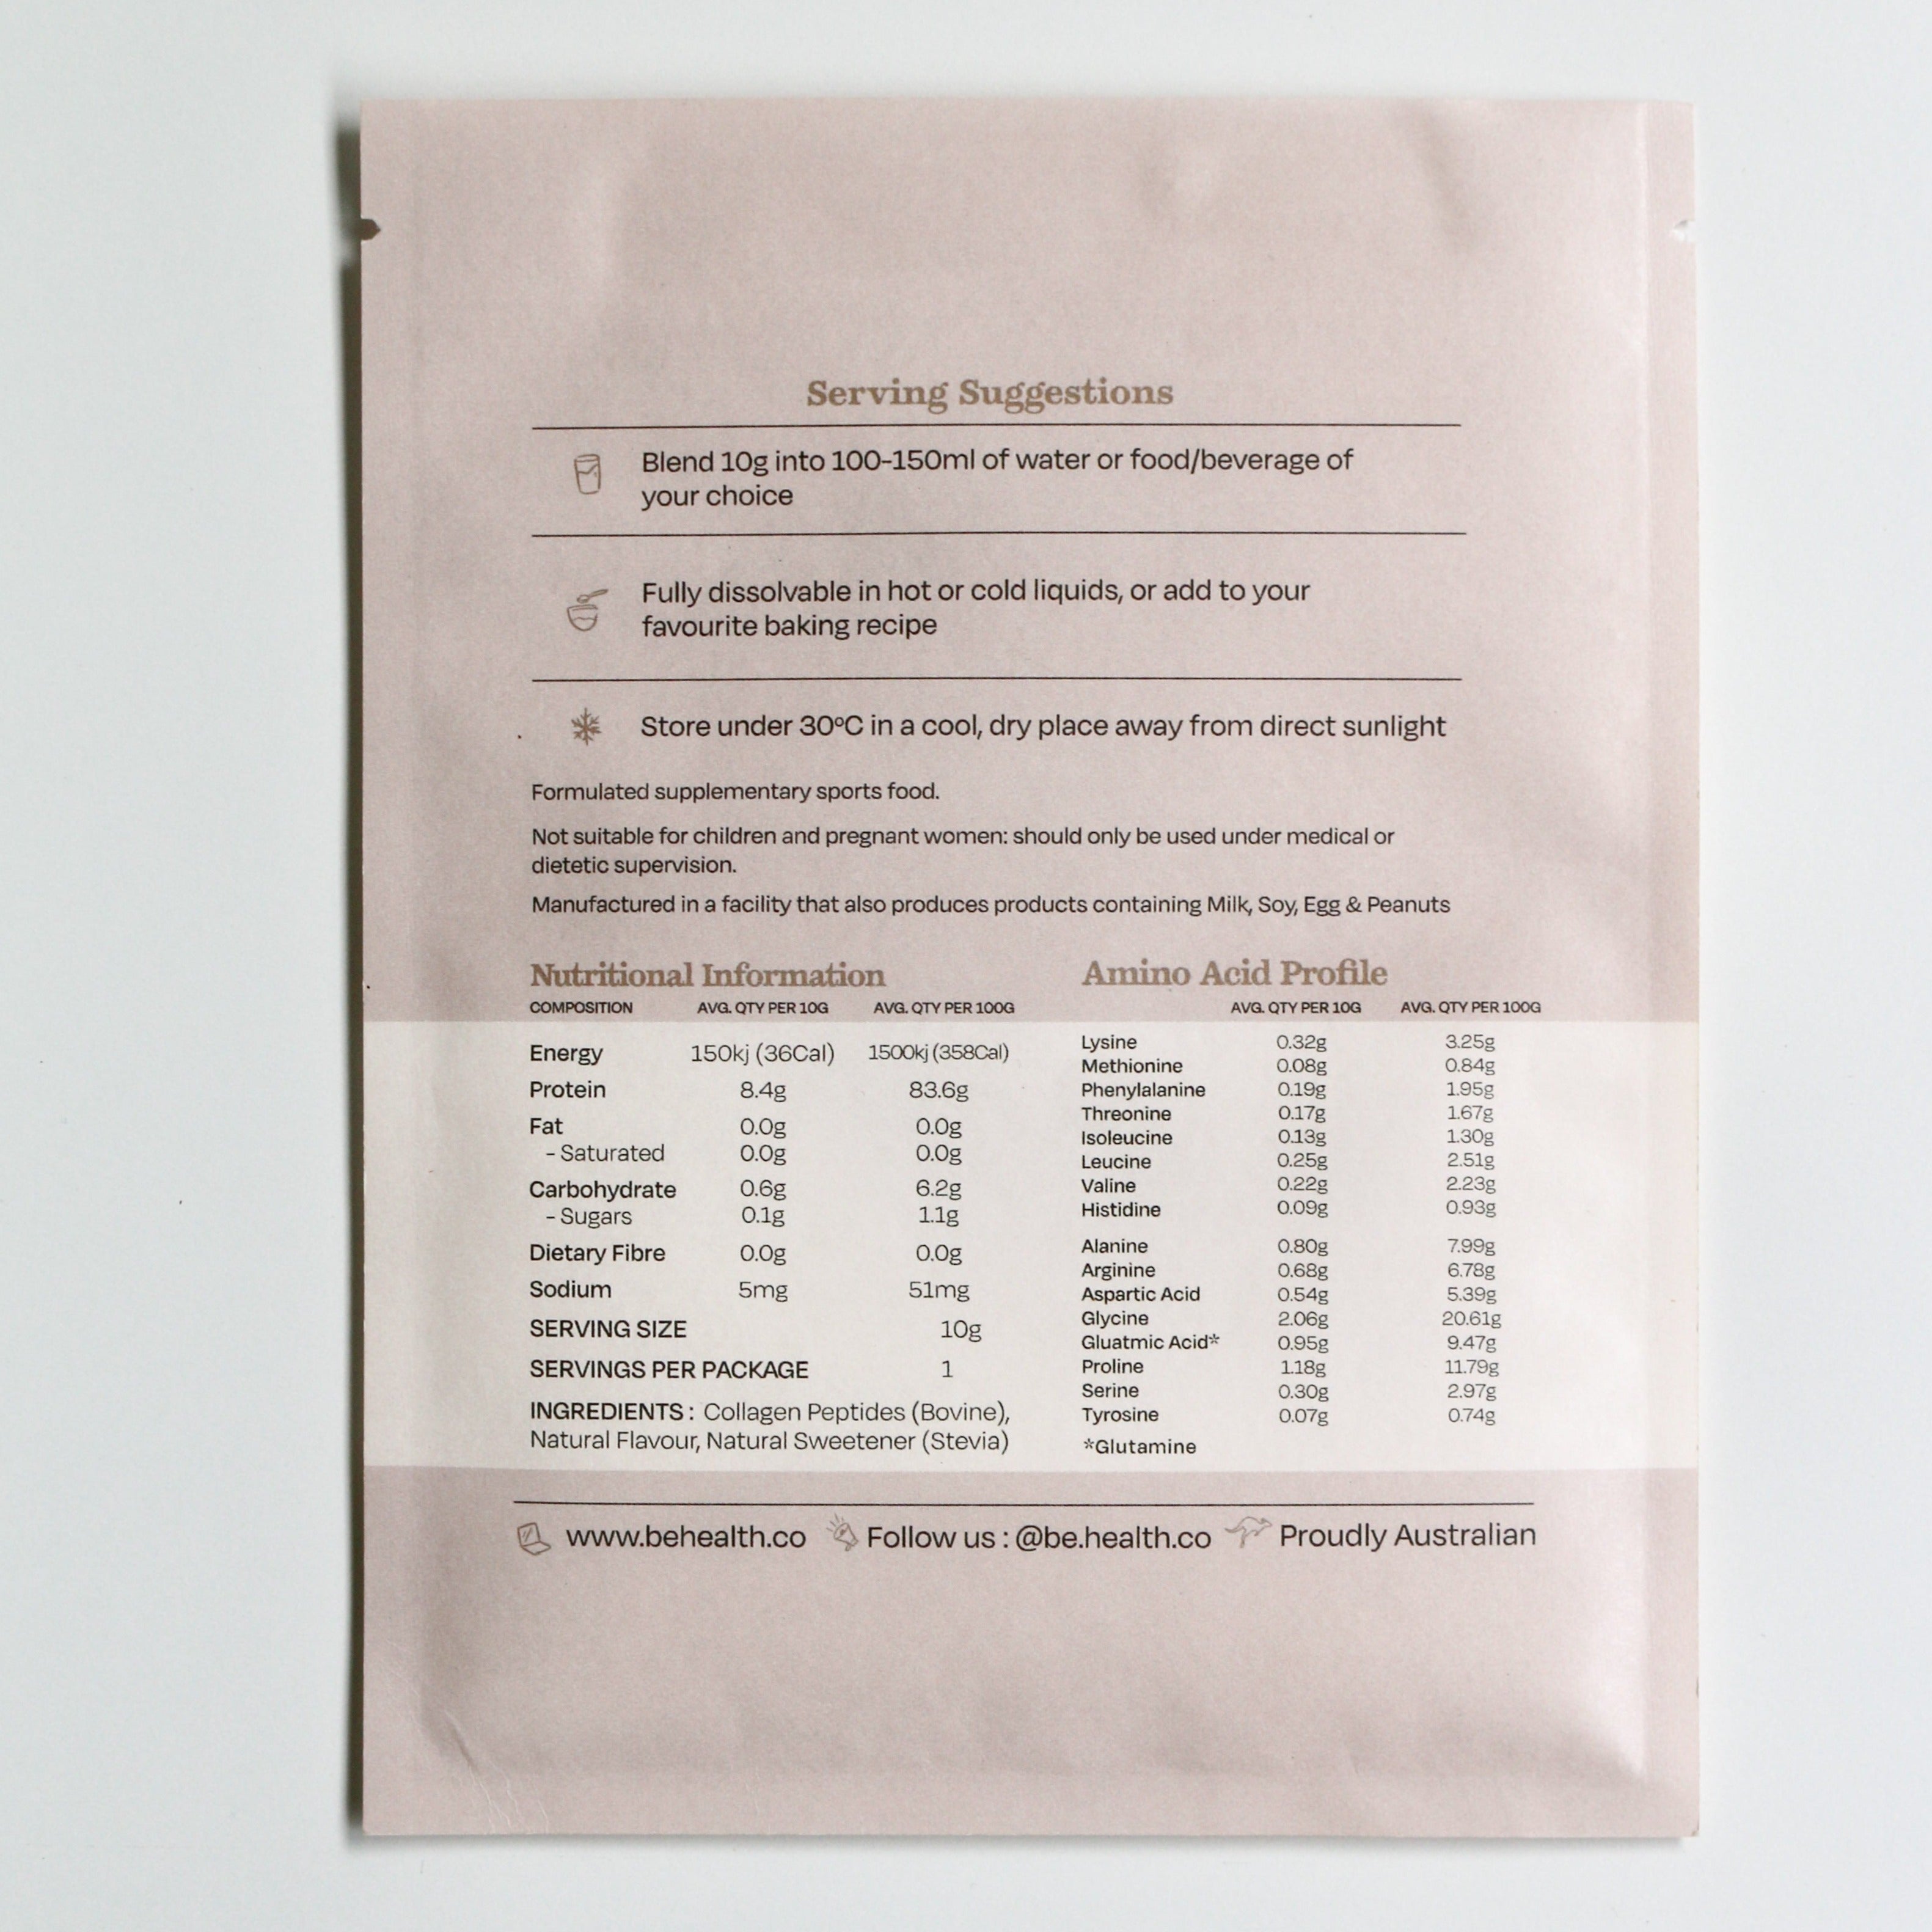 Serving Suggestions
Blend 10g into 100-150ml of water or food/beverage of
your choice
Fully dissolvable in hot or cold liquids, or add to your
favourite baking recipe
Store under 30ºC in a cool, dry place away from direct sunlight
Formulated supplementary sports food.
Not suitable for children and pregnant women: should only be used under medical or
dietetic supervision.
Manufactured in a facility that also produces products containing Milk, Soy, Egg & Peanuts
Nutritional Information
COMPOSITION AVG. QTY PER 10G AVG. QTY PER 100G
Energy 150kj (36Cal) 1500kj (358Cal)
Protein 8.4g 83.6g
Fat 0.0g 0.0g
- Saturated 0.0g 0.0g
Carbohydrate 0.6g 6.2g
- Sugars 0.1g 1.1g
Dietary Fibre 0.0g 0.0g
Sodium 5mg 51mg
SERVING SIZE 10g
SERVINGS PER PACKAGE 1
INGREDIENTS : Collagen Peptides (Bovine),
Natural Flavour, Natural Sweetener (Stevia)
Amino Acid Profile
AVG. QTY PER 10G AVG. QTY PER 100G
Lysine 0.32g 3.25g
Methionine 0.08g 0.84g
Phenylalanine 0.19g 1.95g
Threonine 0.17g 1.67g
Isoleucine 0.13g 1.30g
Leucine 0.25g 2.51g
Valine 0.22g 2.23g
Histidine 0.09g 0.93g
Alanine 0.80g 7.99g
Arginine 0.68g 6.78g
Aspartic Acid 0.54g 5.39g
Glycine 2.06g 20.61g
Gluatmic Acid* 0.95g 9.47g
Proline 1.18g 11.79g
Serine 0.30g 2.97g
Tyrosine 0.07g 0.74g
*Glutamine
www.behealth.co Follow us : @be.health.co Proudly Australian